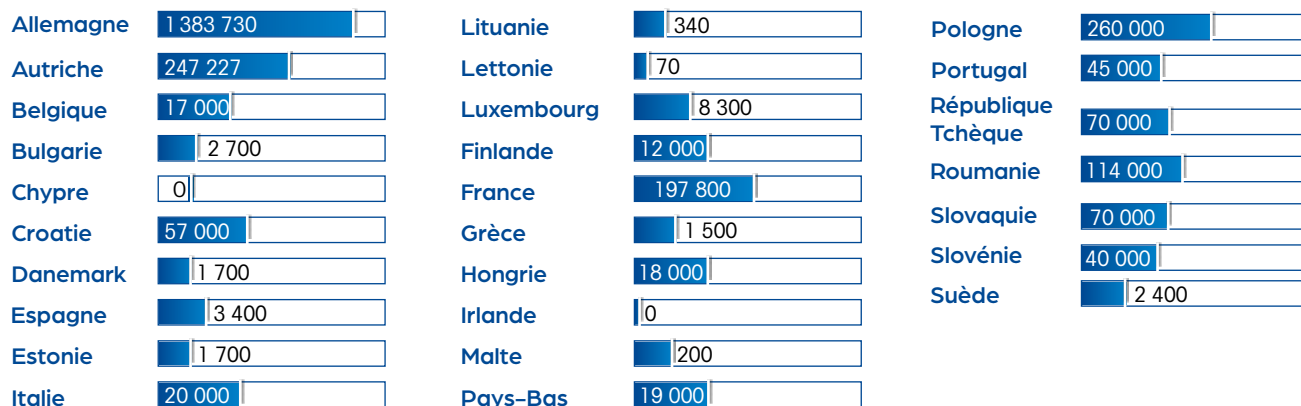 Allemagne 1 383 730
Autriche 247 227
Belgique 17 000
Bulgarie 2 700
Chypre 0
Croatie 57 000
Danemark 1 700
Espagne 3 400
Estonie 1 700
Italie 20 000
Lituanie 340
Lettonie 70
Luxembourg 8 300
Finlande 12 000
France 197 800
Grèce 1 500
Hongrie 18 000
Irlande 0
Malte 200
Pays-Bas 19 000
Pologne 260 000
Portugal 45 000
République
Tchèque 70 000
Roumanie 114 000
Slovaquie 70 000
Slovénie 40 000
Suède 2 400